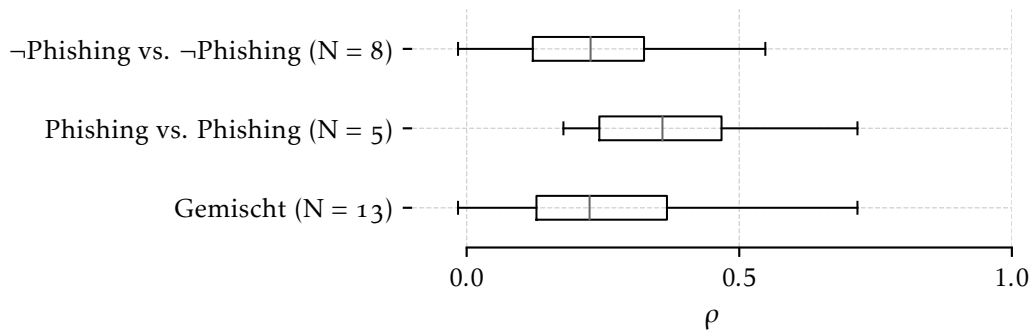 ¬Phishing vs. ¬Phishing (N = 8)
Phishing vs. Phishing (N = 5)
Gemischt (N = 13)
0.0 0.5 1.0
ρ